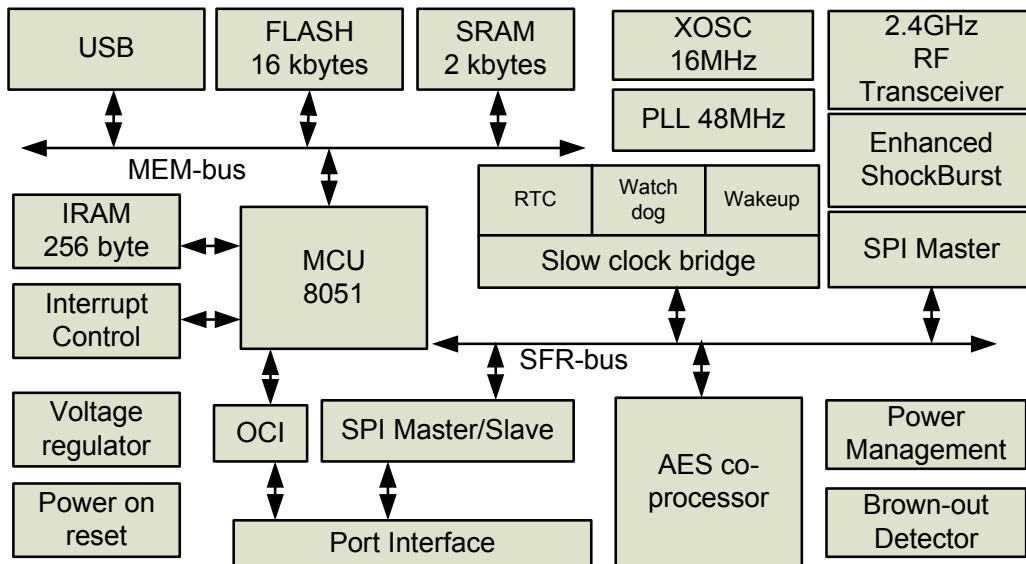 USB
FLASH
16 kbytes
SRAM
2 kbytes
XOSC
16MHz
2.4GHz
RF
Transceiver
PLL 48MHz
Enhanced
ShockBurst
MEM-bus
RTC
Watch
dog
Wakeup
IRAM
256 byte
MCU
8051
Slow clock bridge
SPI Master
Interrupt
Control
SFR-bus
Voltage
regulator
OCI
SPI Master/Slave
AES co-
processor
Power
Management
Power on
reset
Port Interface
Brown-out
Detector